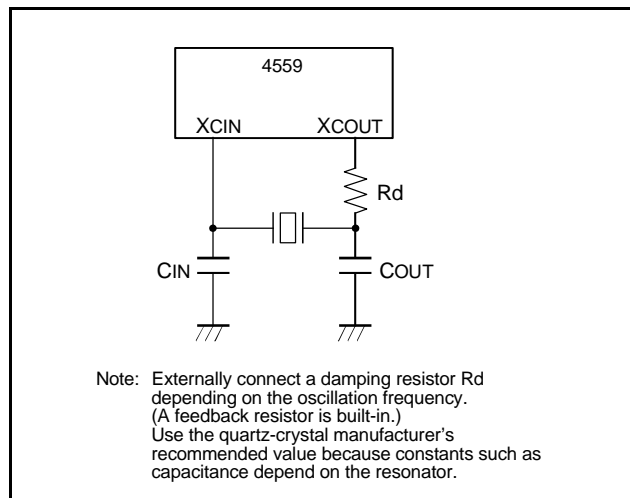 4559
XCIN XCOUT
Rd
CIN COUT
Note: Externally connect a damping resistor Rd
depending on the oscillation frequency.
(A feedback resistor is built-in.)
Use the quartz-crystal manufacturer's
recommended value because constants such as
capacitance depend on the resonator.